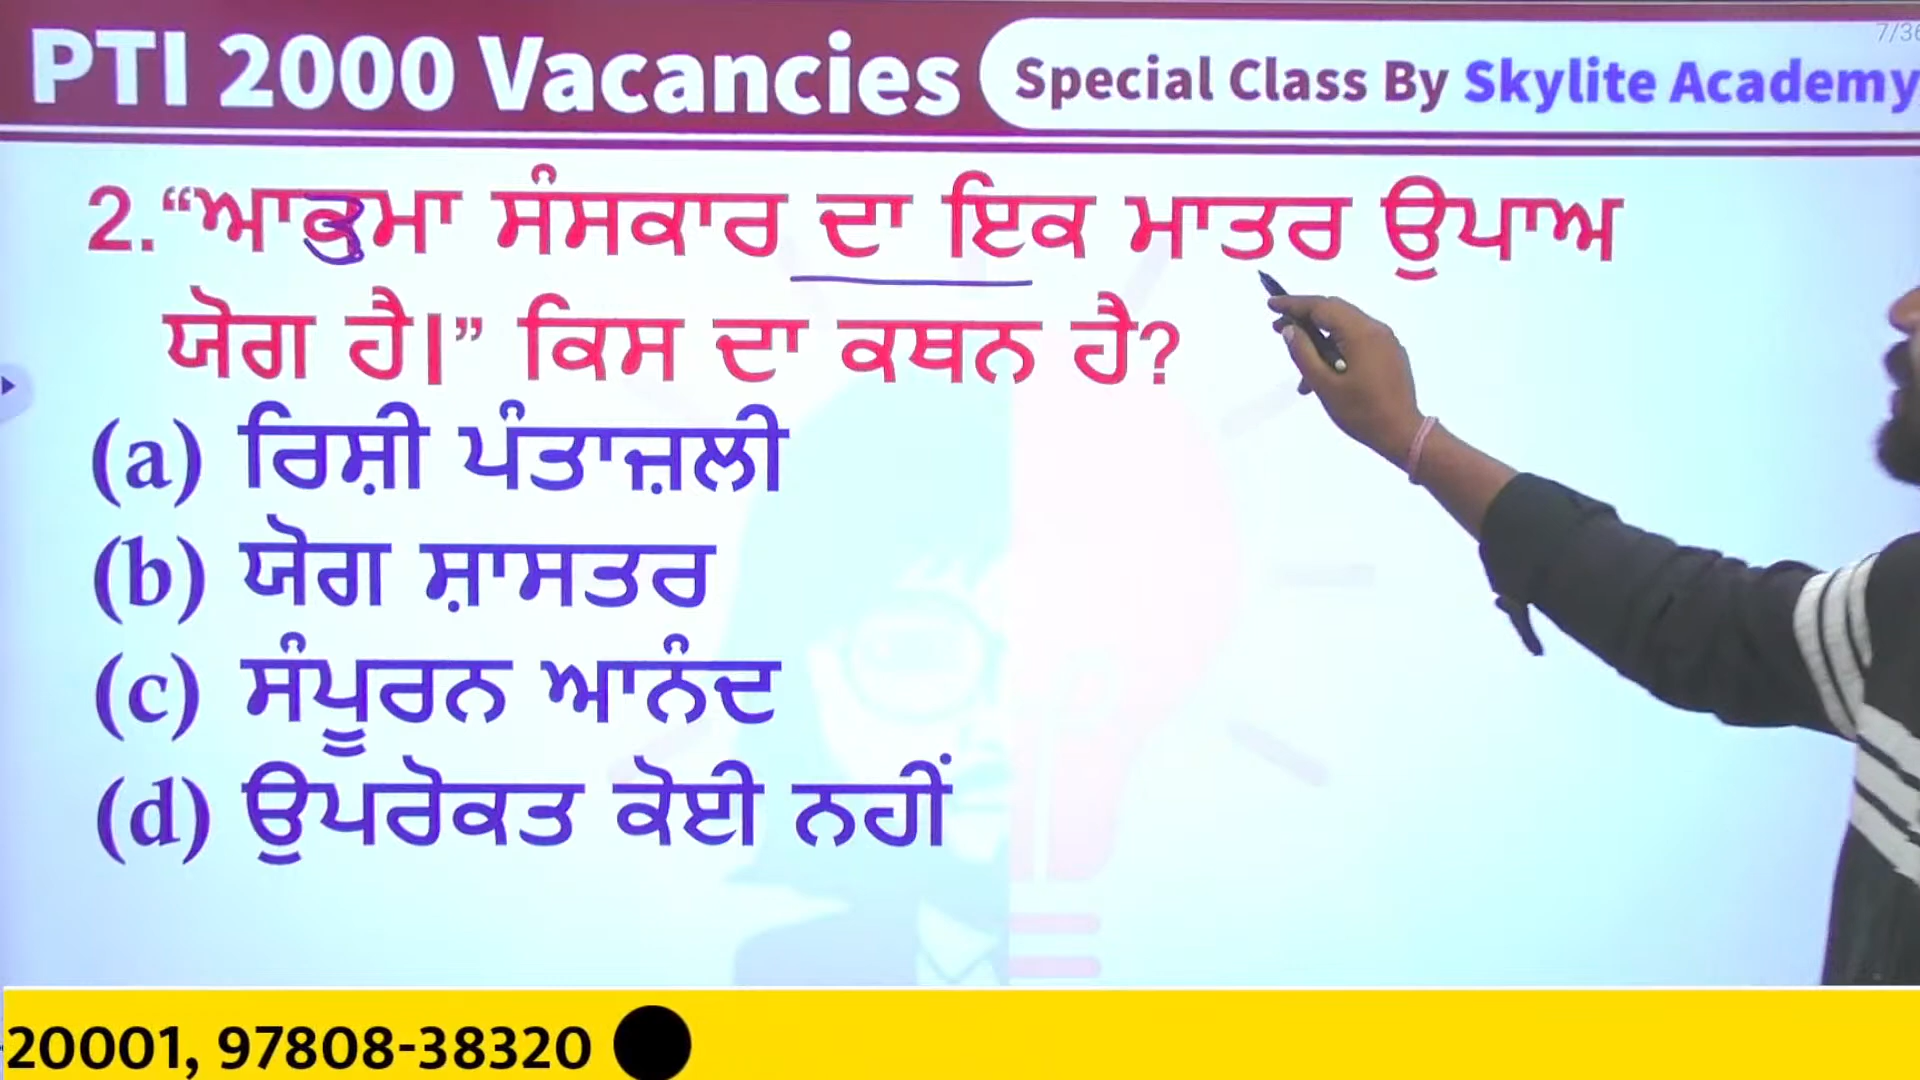 PTI 2000 Vacancies
Special Class By Skylite Academy
2. “ਆਤਮਾ ਸੰਸਕਾਰ ਦਾ ਇਕ ਮਾਤਰ ਉਪਾਅ
ਯੋਗ ਹੈ।” ਕਿਸ ਦਾ ਕਥਨ ਹੈ?
(a) ਰਿਸ਼ੀ ਪੰਤਾਜ਼ਲੀ
(b) ਯੋਗ ਸ਼ਾਸਤਰ
(c) ਸੰਪੂਰਨ ਆਨੰਦ
(d) ਉਪਰੋਕਤ ਕੋਈ ਨਹੀਂ
20001, 97808-38320